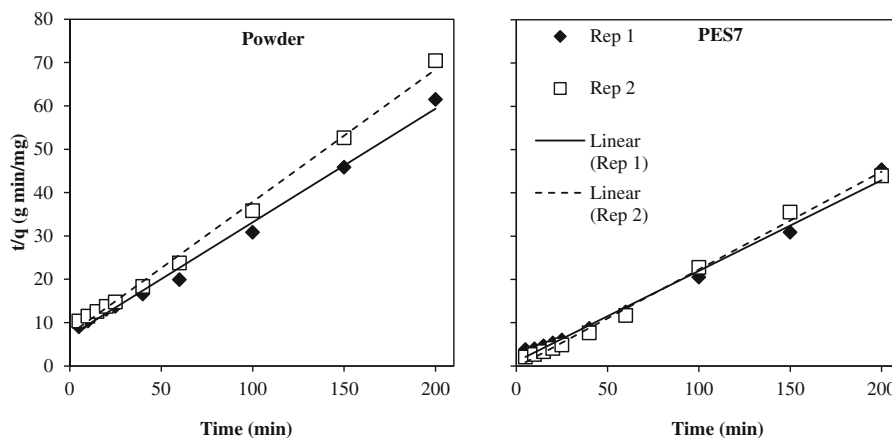 80
70
60
50
40
30
20
10
0
t/q (g min/mg)
Powder
0
50
100
150
200
Time (min)
PES7
Rep 1
Rep 2
Linear
(Rep 1)
Linear
(Rep 2)
0
50
100
150
200
Time (min)